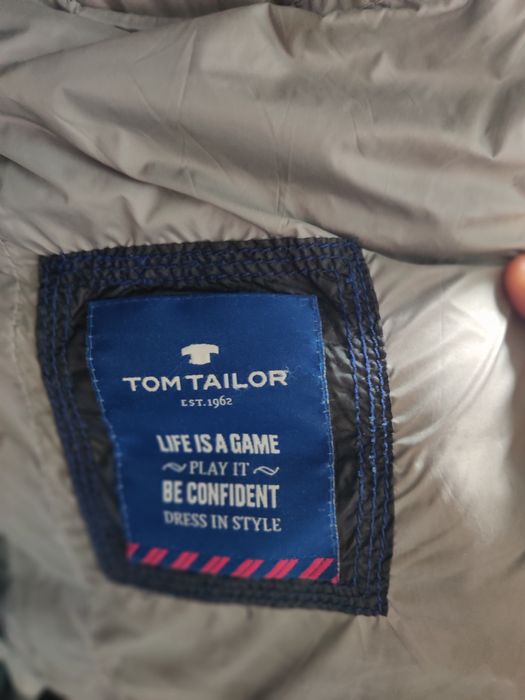 TOM TAILOR
EST. 1962
LIFE IS A GAME
~ PLAY IT ~
BE CONFIDENT
DRESS IN STYLE